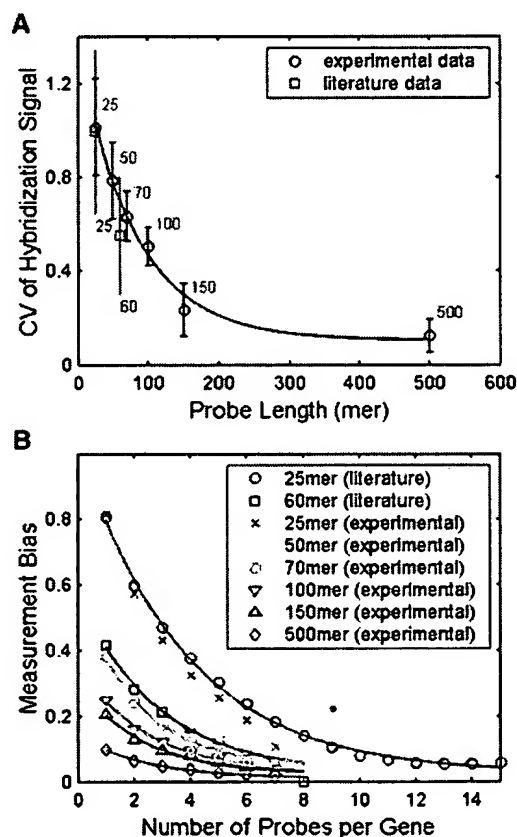 A
1.2
0.8
0.4
0
CV of Hybridization Signal
experimental data
literature data
25
50
70
100
25
60
150
500
0 100 200 300 400 500 600
Probe Length (mer)
B
0.8
0.6
0.4
0.2
0
Measurement Bias
25mer (literature)
60mer (literature)
25mer (experimental)
50mer (experimental)
70mer (experimental)
100mer (experimental)
150mer (experimental)
500mer (experimental)
0 2 4 6 8 10 12 14
Number of Probes per Gene